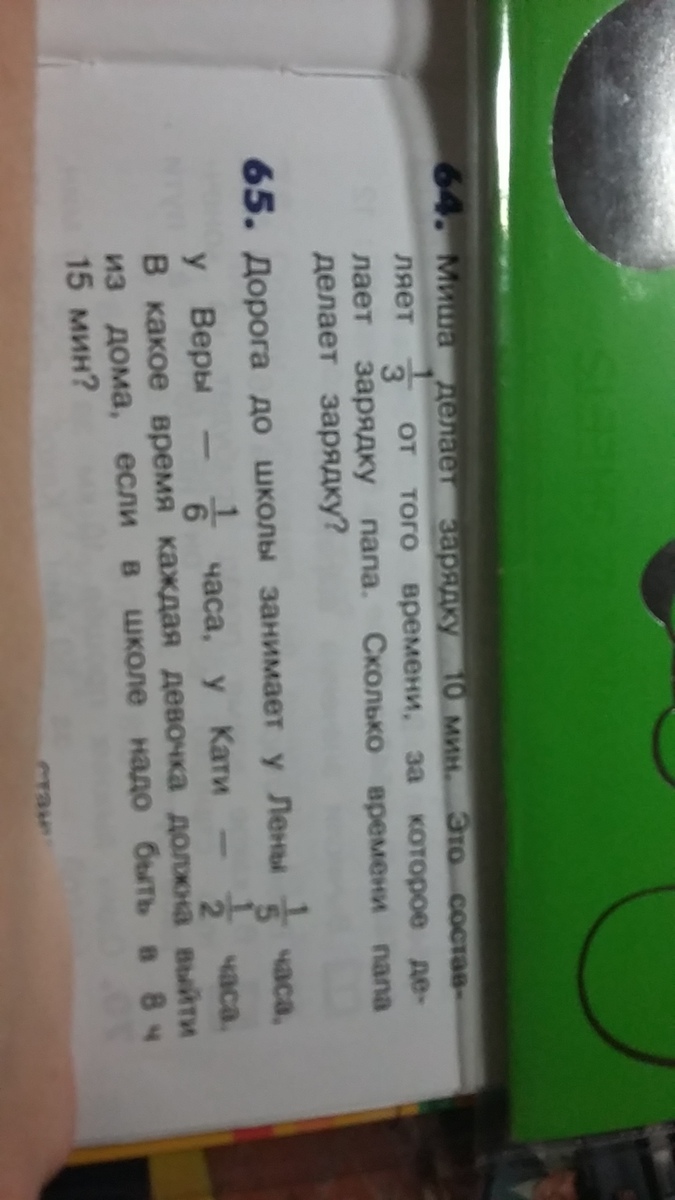 64. Миша делает зарядку 10 мин. Это состав-
ляет 1/3 от того времени, за которое де-
лает зарядку папа. Сколько времени папа
делает зарядку?
65. Дорога до школы занимает у Лены 1/5 часа,
у Веры — 1/6 часа, у Кати — 1/2 часа.
В какое время каждая девочка должна выйти
из дома, если в школе надо быть в 8 ч
15 мин?